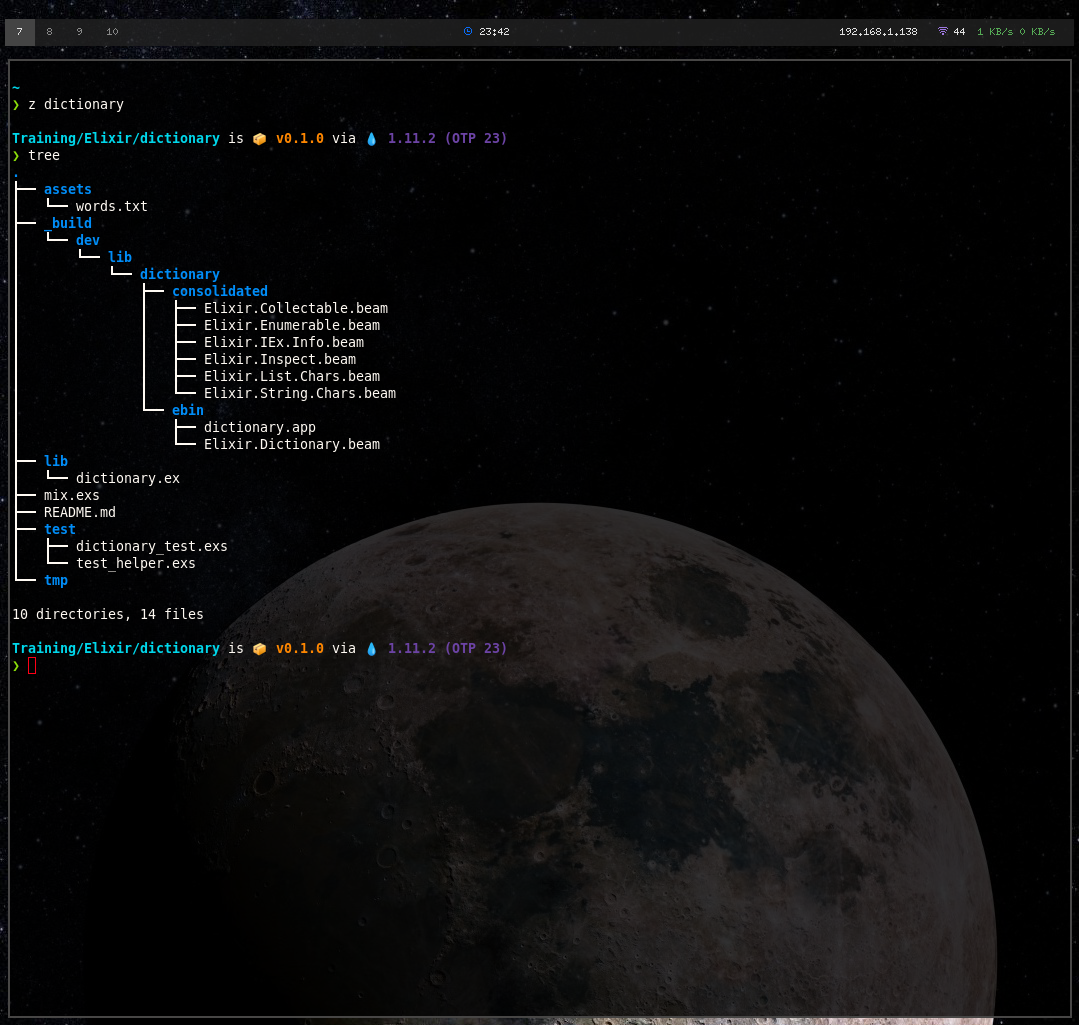 7 8 9 10 23:42 192.168.1.138 44 1 KB/s 0 KB/s
~
❯ z dictionary
Training/Elixir/dictionary is 📦 v0.1.0 via 💧 1.11.2 (OTP 23)
❯ tree
.
├── assets
│   └── words.txt
├── _build
│   └── dev
│       └── lib
│           └── dictionary
│               ├── consolidated
│               │   ├── Elixir.Collectable.beam
│               │   ├── Elixir.Enumerable.beam
│               │   ├── Elixir.IEx.Info.beam
│               │   ├── Elixir.Inspect.beam
│               │   ├── Elixir.List.Chars.beam
│               │   └── Elixir.String.Chars.beam
│               └── ebin
│                   ├── dictionary.app
│                   └── Elixir.Dictionary.beam
├── lib
│   └── dictionary.ex
├── mix.exs
├── README.md
├── test
│   ├── dictionary_test.exs
│   └── test_helper.exs
└── tmp
10 directories, 14 files
Training/Elixir/dictionary is 📦 v0.1.0 via 💧 1.11.2 (OTP 23)
❯